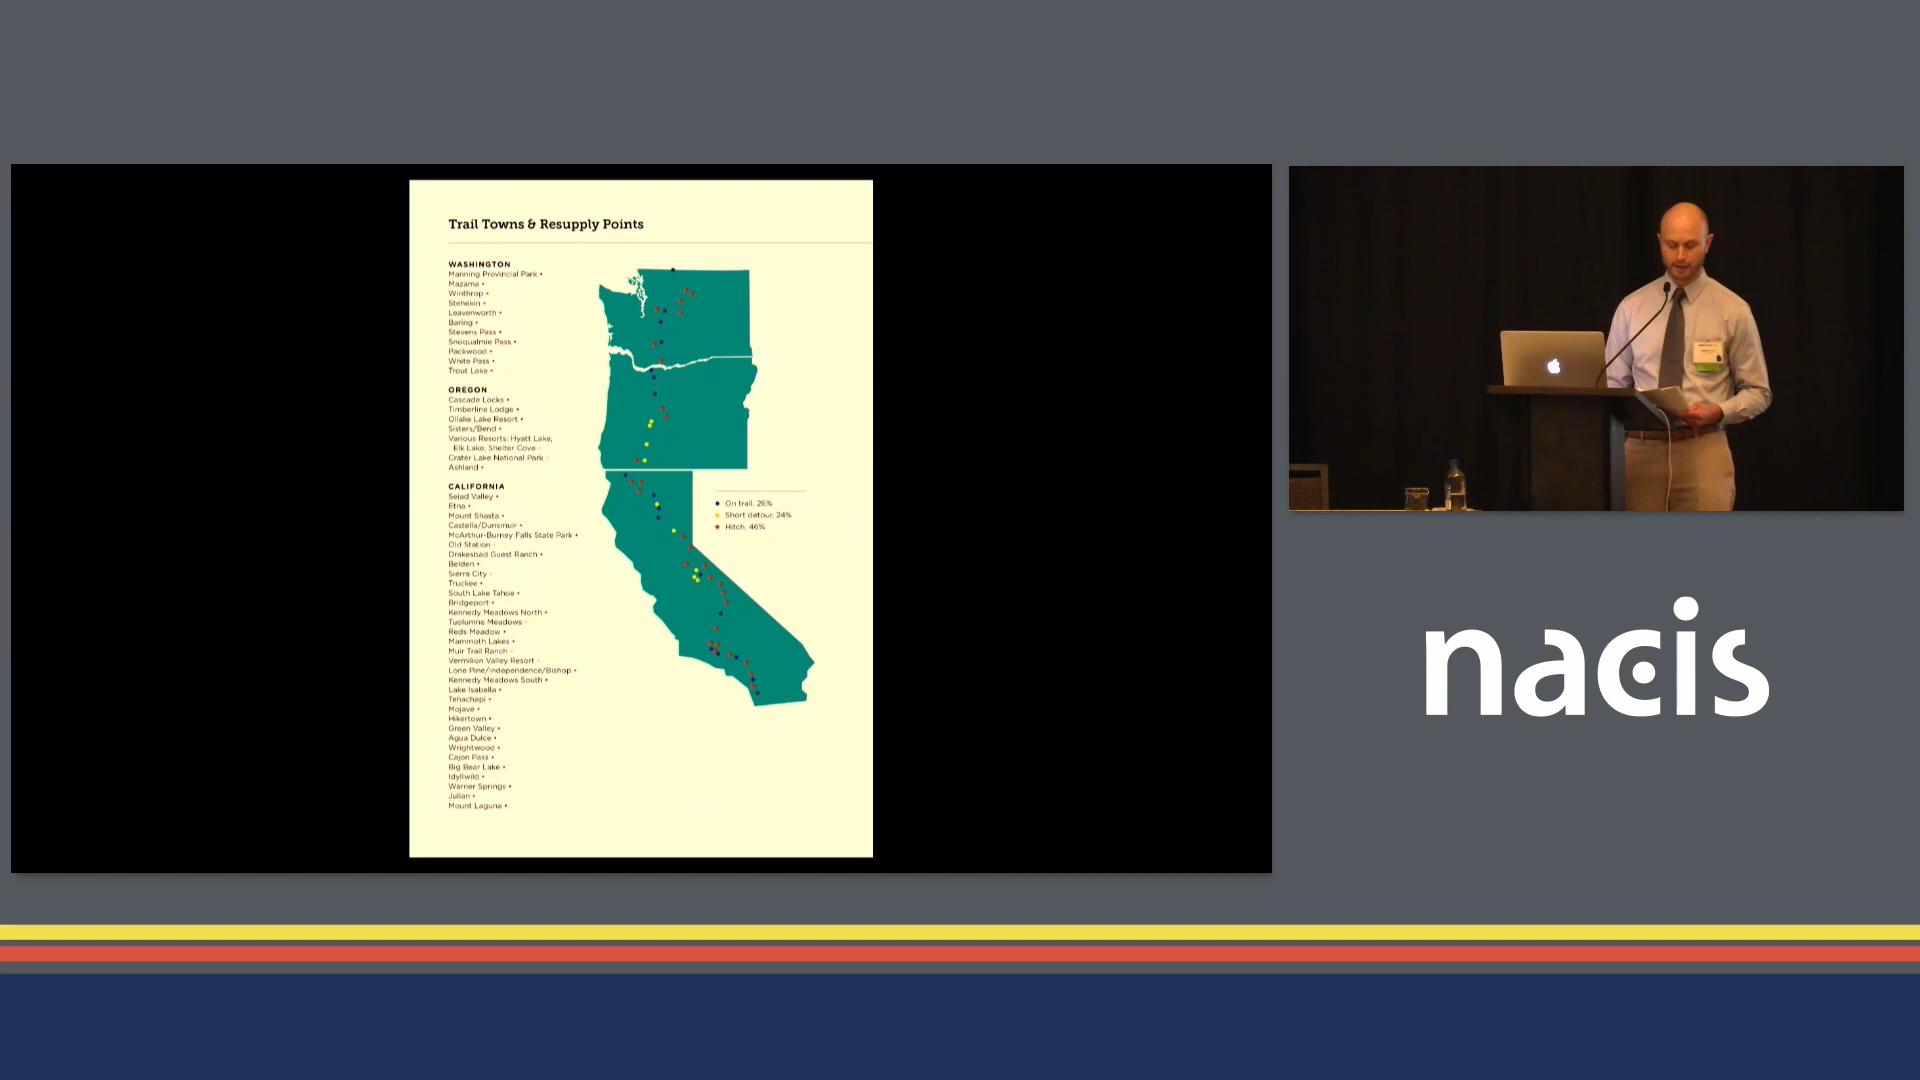 Trail Towns & Resupply Points
WASHINGTON
Manning Provincial Park •
Mazama •
Winthrop •
Stehekin •
Leavenworth •
Baring •
Stevens Pass •
Snoqualmie Pass •
Packwood •
White Pass •
Trout Lake •
OREGON
Cascade Locks •
Timberline Lodge •
Ollalie Lake Resort •
Sisters/Bend •
Various Resorts: Hyatt Lake,
Elk Lake, Shelter Cove •
Crater Lake National Park •
Ashland •
CALIFORNIA
Seiad Valley •
Etna •
Mount Shasta •
Castella/Dunsmuir •
McArthur-Burney Falls State Park •
Old Station •
Drakesbad Guest Ranch •
Belden •
Sierra City •
Truckee •
South Lake Tahoe •
Bridgeport •
Kennedy Meadows North •
Tuolumne Meadows •
Reds Meadow •
Mammoth Lakes •
Muir Trail Ranch •
Vermilion Valley Resort •
Lone Pine/Independence/Bishop •
Kennedy Meadows South •
Lake Isabella •
Tehachapi •
Mojave •
Hikertown •
Green Valley •
Agua Dulce •
Wrightwood •
Cajon Pass •
Big Bear Lake •
Idyllwild •
Warner Springs •
Julian •
Mount Laguna •
• On trail, 26%
• Short detour, 24%
• Hitch, 46%
nacis